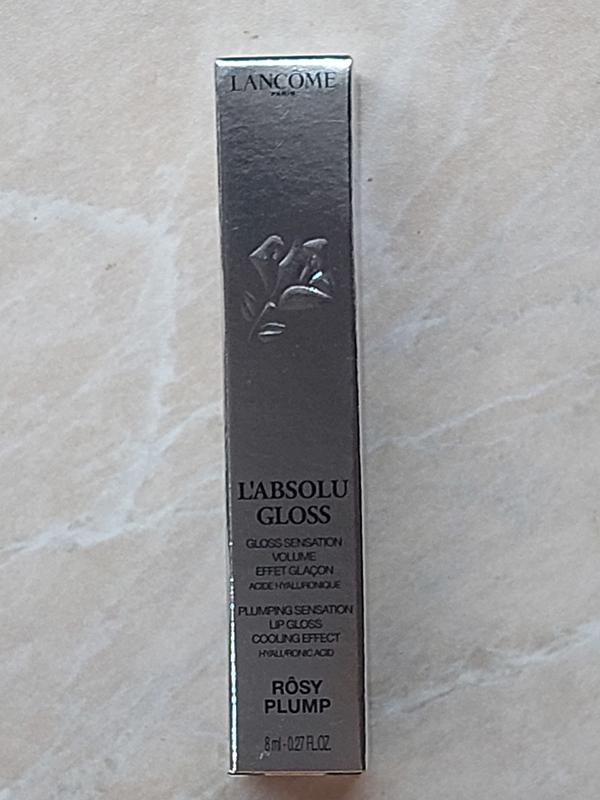 LANCÔME
PARIS
L'ABSOLU
GLOSS
GLOSS SENSATION
VOLUME
EFFET GLAÇON
ACIDE HYALURONIQUE
PLUMPING SENSATION
LIP GLOSS
COOLING EFFECT
HYALURONIC ACID
RÔSY
PLUMP
8 ml - 0.27 FL.OZ.